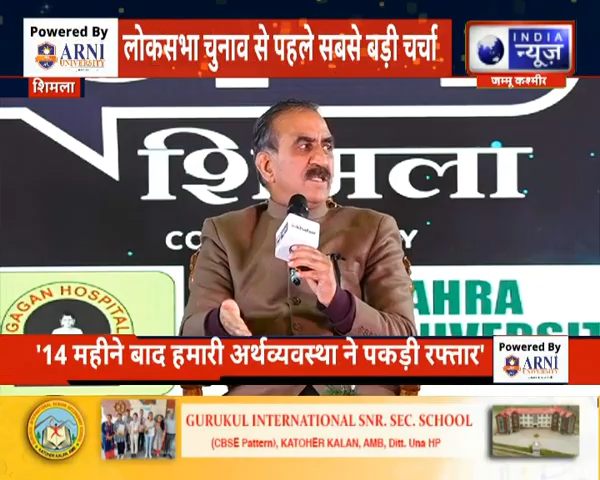 Powered By
ARNI
UNIVERSITY
लोकसभा चुनाव से पहले सबसे बड़ी चर्चा
INDIA
न्यूज़
शिमला
जम्मू कश्मीर
शिमला
GAGAN HOSPITAL
AHRA
'14 महीने बाद हमारी अर्थव्यवस्था ने पकड़ी रफ्तार'
Powered By
ARNI
UNIVERSITY
GURUKUL INTERNATIONAL SNR. SEC. SCHOOL
(CBSE Pattern), KATOHER KALAN, AMB, Ditt. Una HP